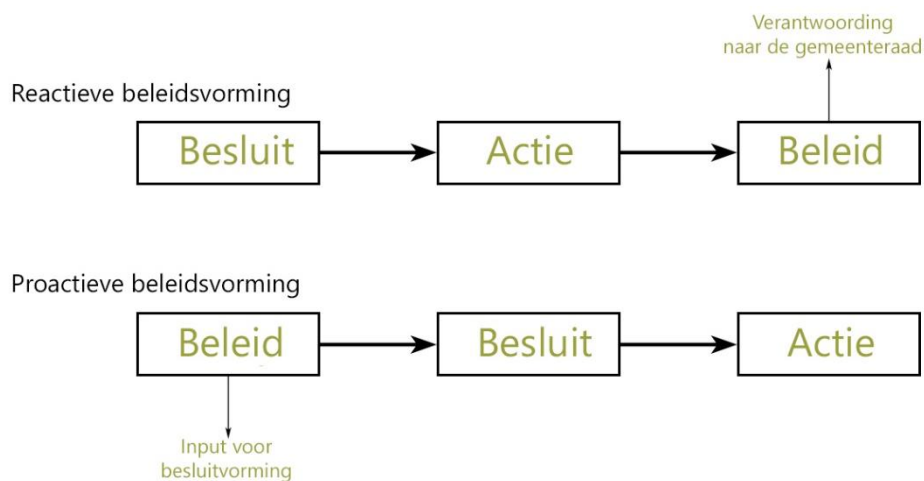 Verantwoording
naar de gemeenteraad
Reactieve beleidsvorming
Besluit
Actie
Beleid
Proactieve beleidsvorming
Beleid
Besluit
Actie
Input voor
besluitvorming